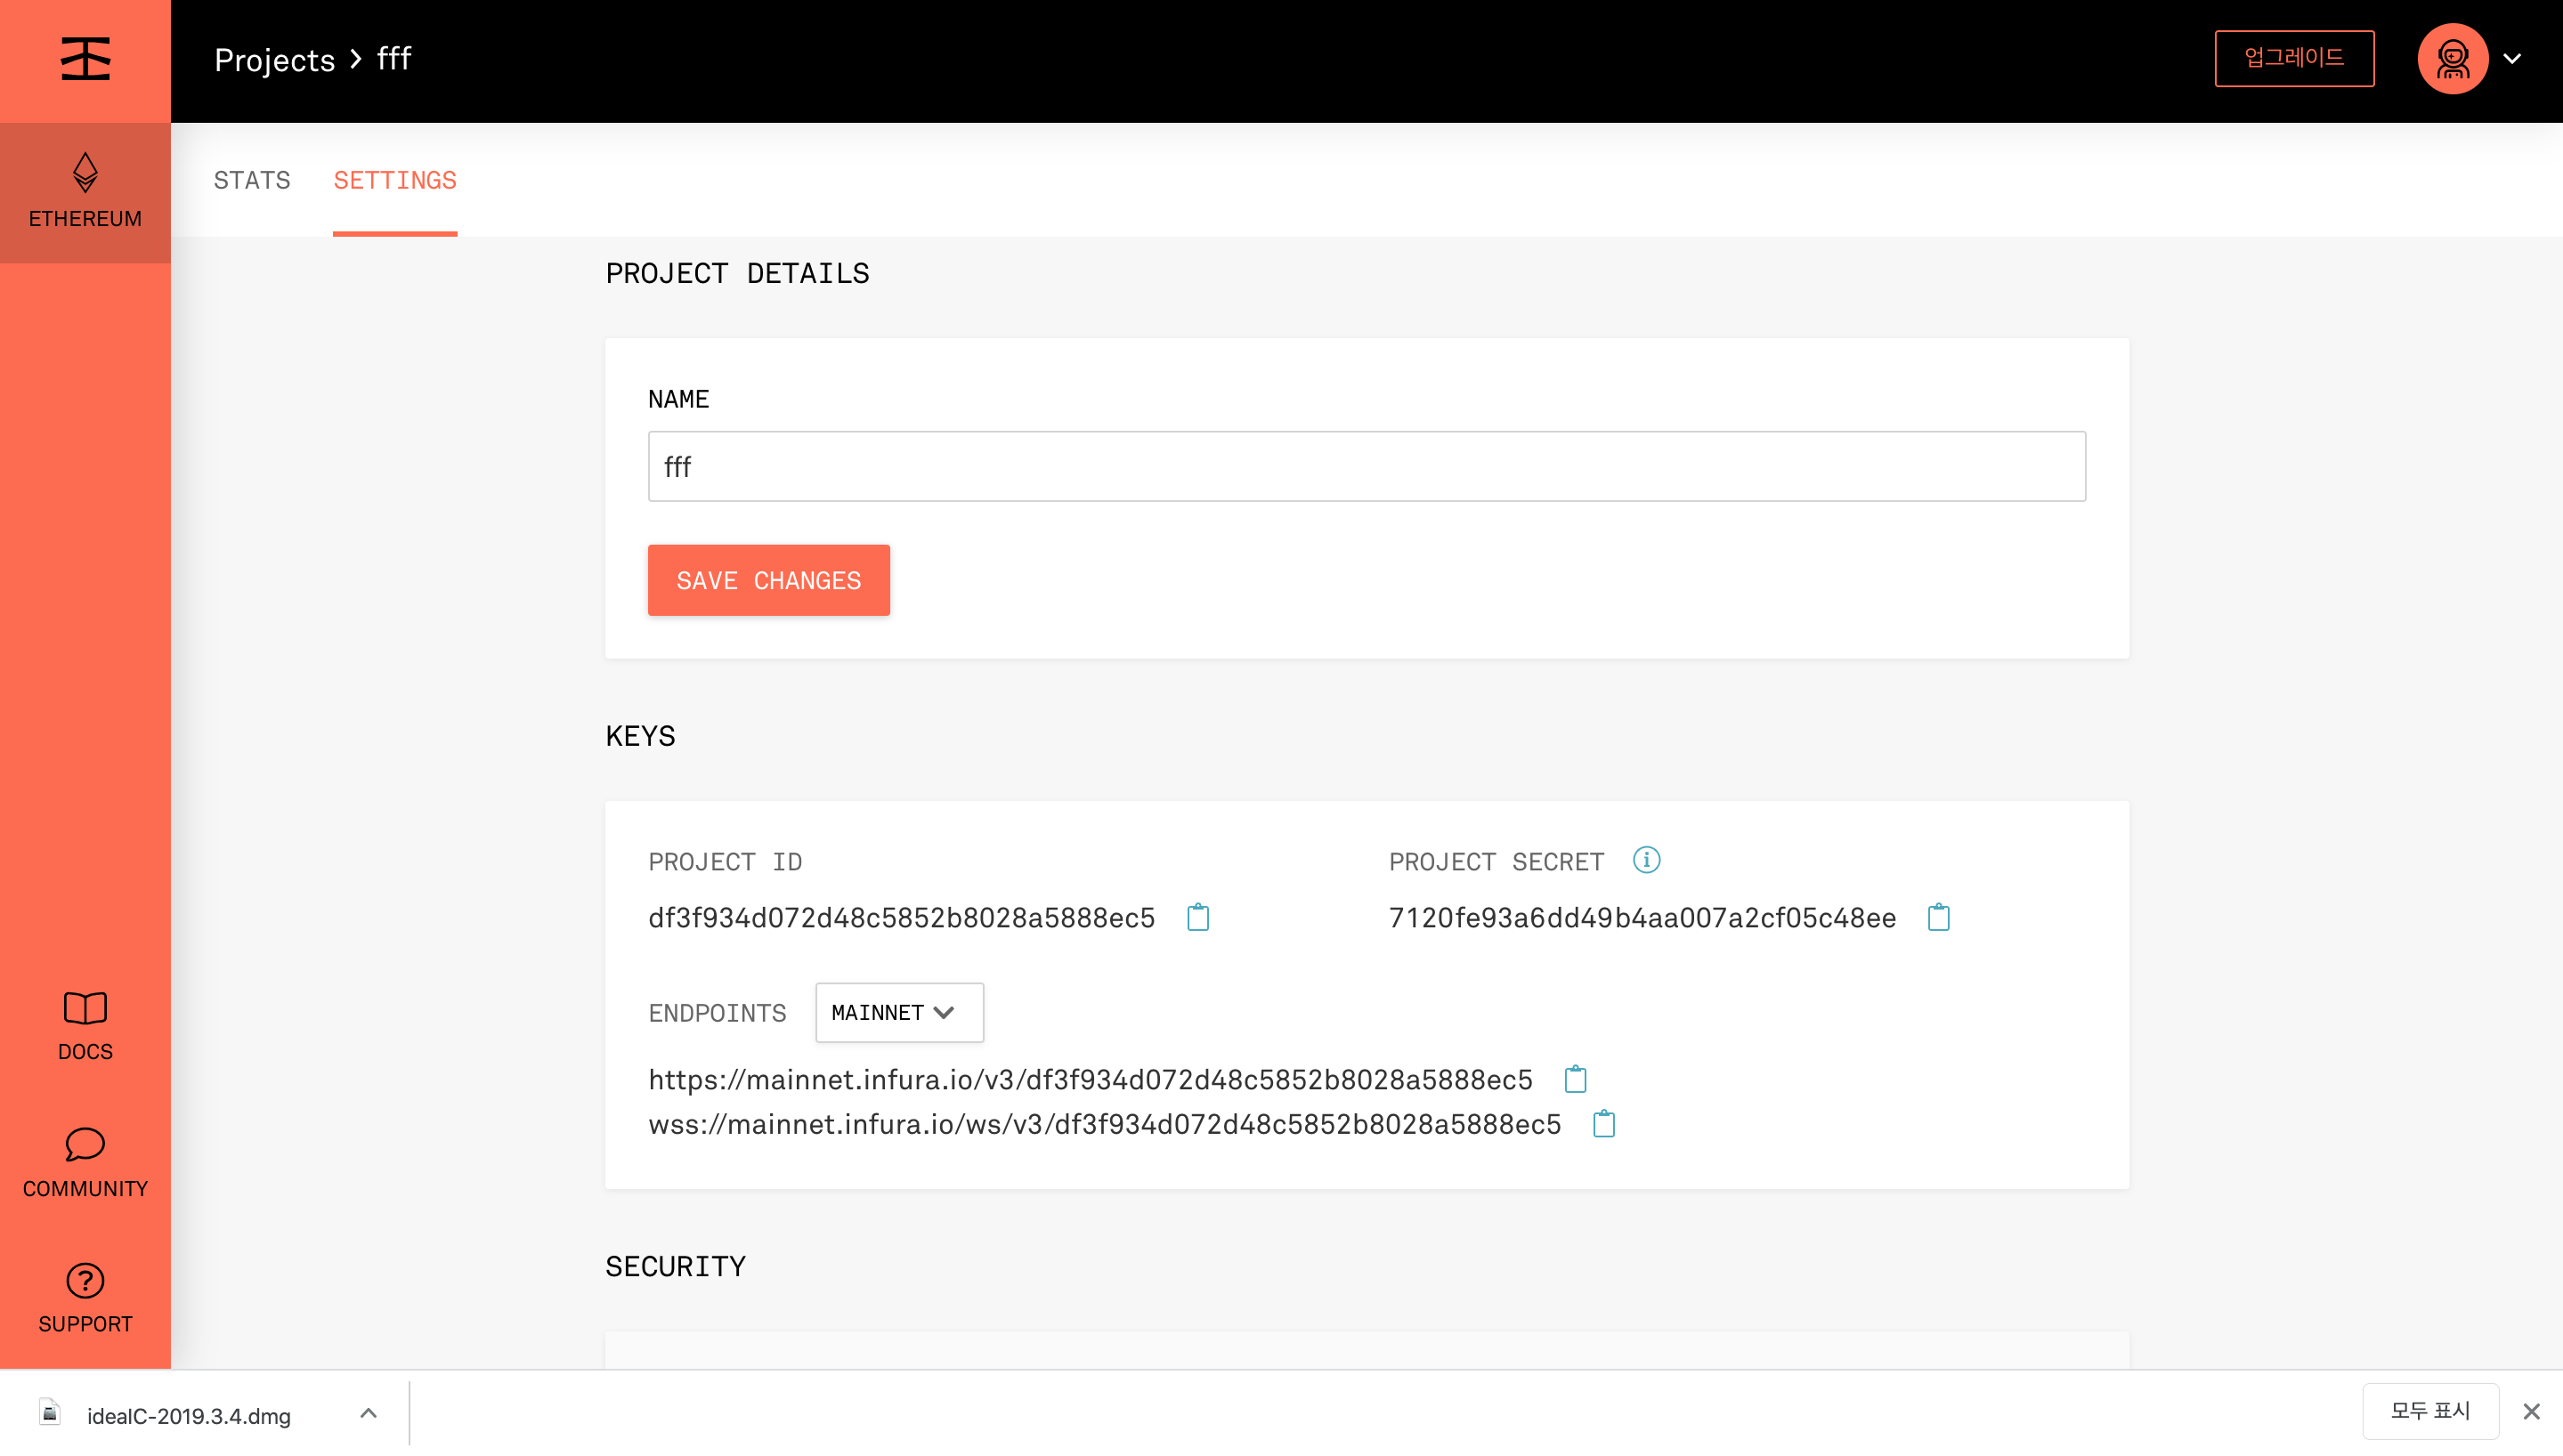 Projects > fff
업그레이드
ETHEREUM
STATS
SETTINGS
PROJECT DETAILS
NAME
fff
SAVE CHANGES
KEYS
PROJECT ID
PROJECT SECRET
df3f934d072d48c5852b8028a5888ec5
7120fe93a6dd49b4aa007a2cf05c48ee
ENDPOINTS
MAINNET
https://mainnet.infura.io/v3/df3f934d072d48c5852b8028a5888ec5
wss://mainnet.infura.io/ws/v3/df3f934d072d48c5852b8028a5888ec5
SECURITY
DOCS
COMMUNITY
SUPPORT
ideaIC-2019.3.4.dmg
모두 표시